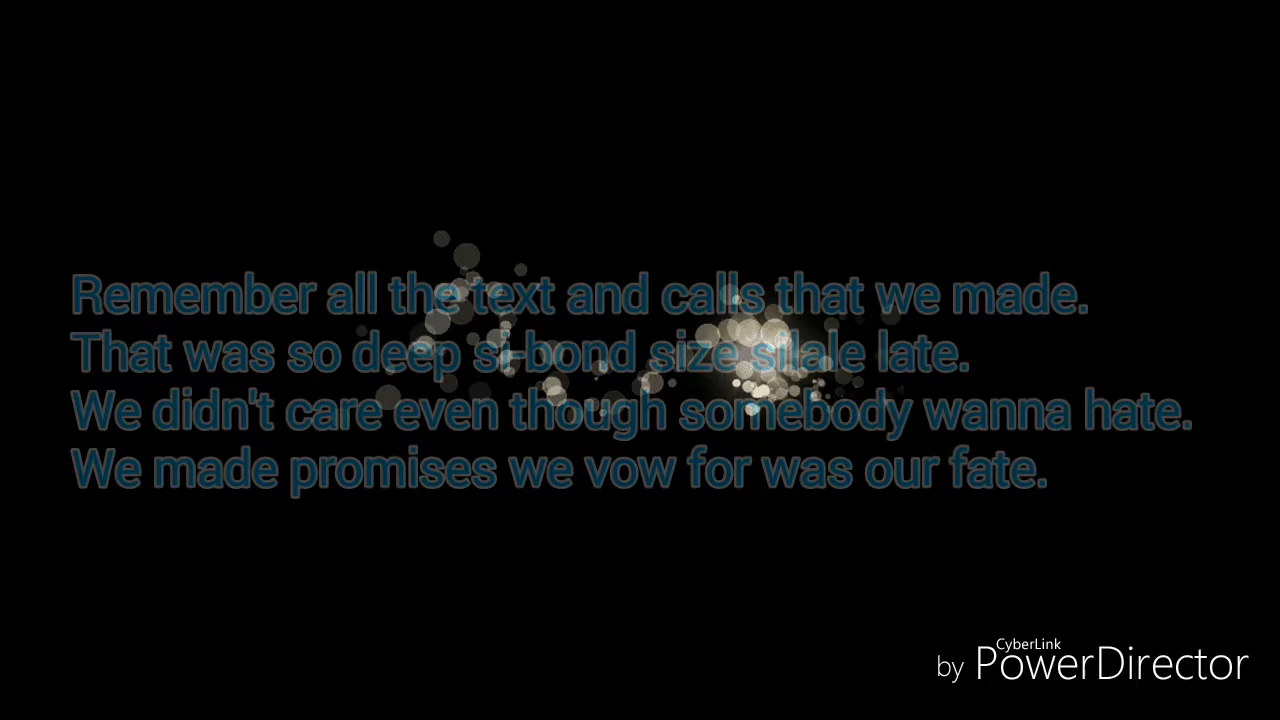 Remember all the text and calls that we made.
That was so deep si-bond size silale late.
We didn't care even though somebody wanna hate.
We made promises we vow for was our fate.
CyberLink
by PowerDirector